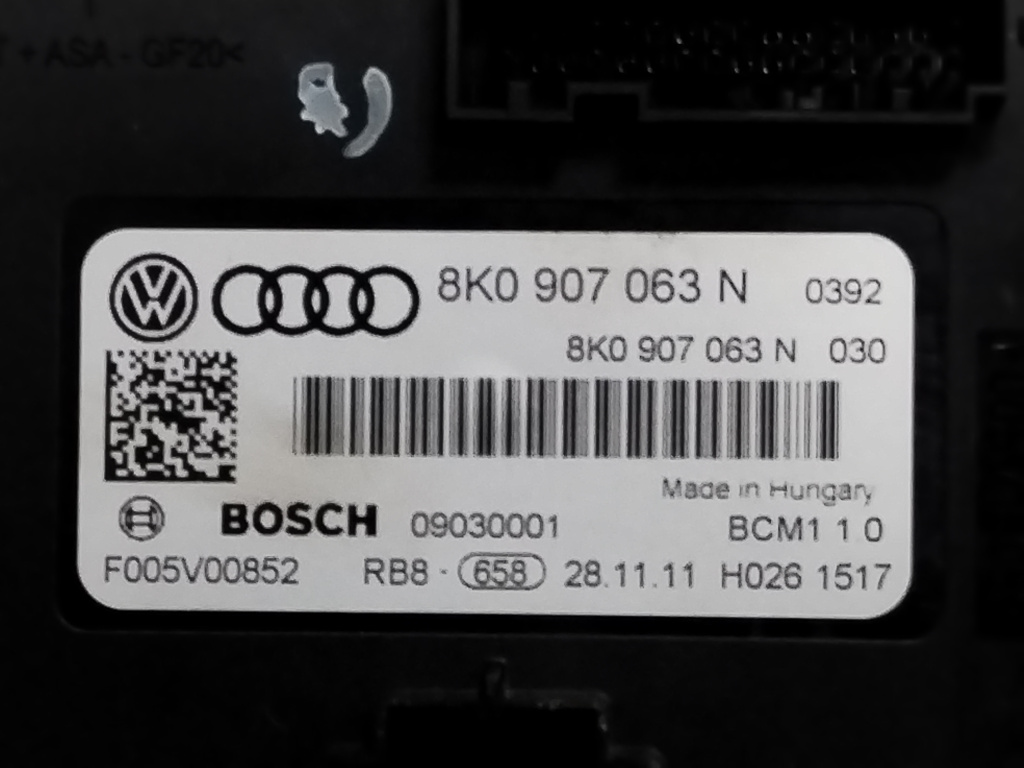 + ASA - GF20<
8K0 907 063 N 0392
8K0 907 063 N 030
Made in Hungary
BOSCH 09030001 BCM1 1 0
F005V00852 RB8 · 658 28.11.11 H026 1517